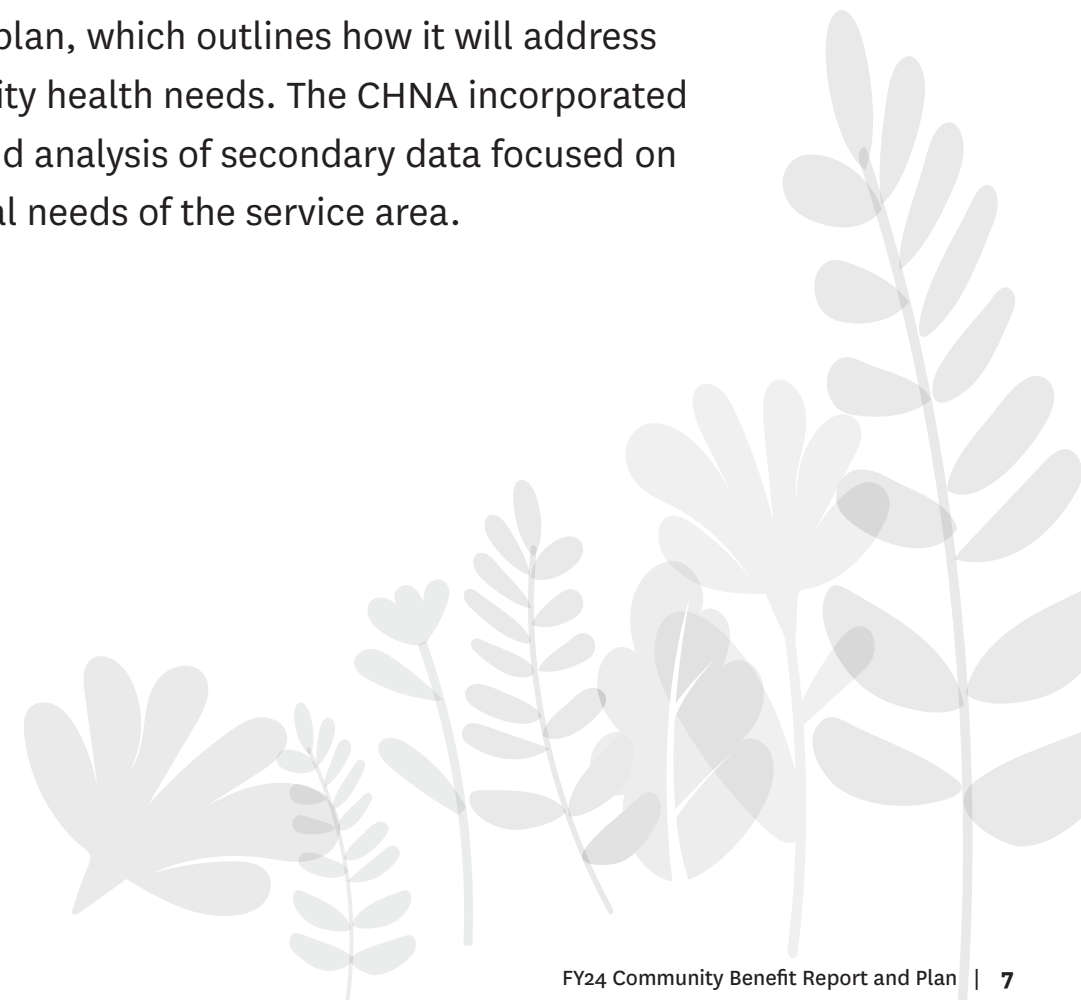 plan, which outlines how it will address
ity health needs. The CHNA incorporated
d analysis of secondary data focused on
al needs of the service area.
FY24 Community Benefit Report and Plan | 7